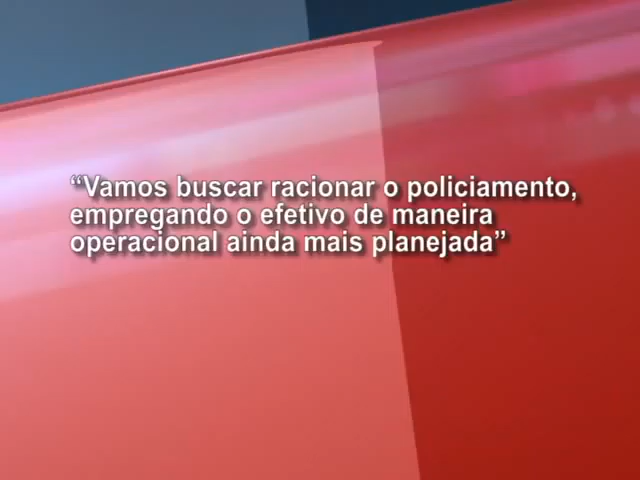 “Vamos buscar racionar o policiamento,
empregando o efetivo de maneira
operacional ainda mais planejada”